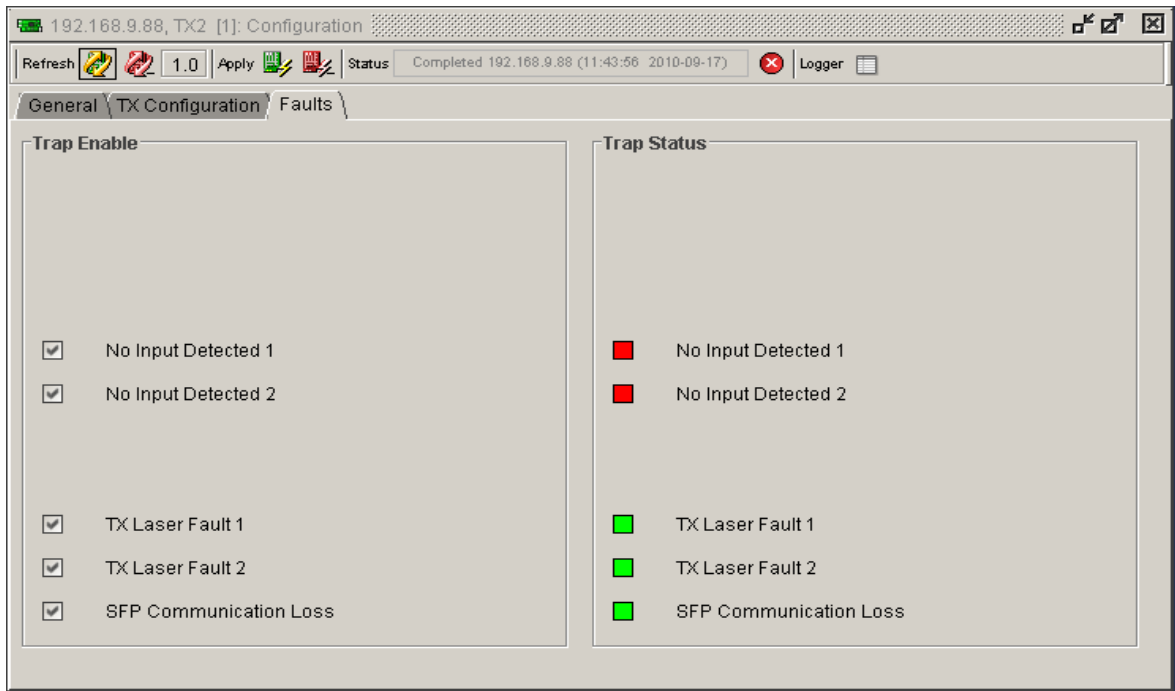 192.168.9.88, TX2 [1]: Configuration
Refresh 1.0 Apply Status Completed 192.168.9.88 (11:43:56 2010-09-17) Logger
General TX Configuration Faults
Trap Enable
No Input Detected 1
No Input Detected 2
TX Laser Fault 1
TX Laser Fault 2
SFP Communication Loss
Trap Status
No Input Detected 1
No Input Detected 2
TX Laser Fault 1
TX Laser Fault 2
SFP Communication Loss